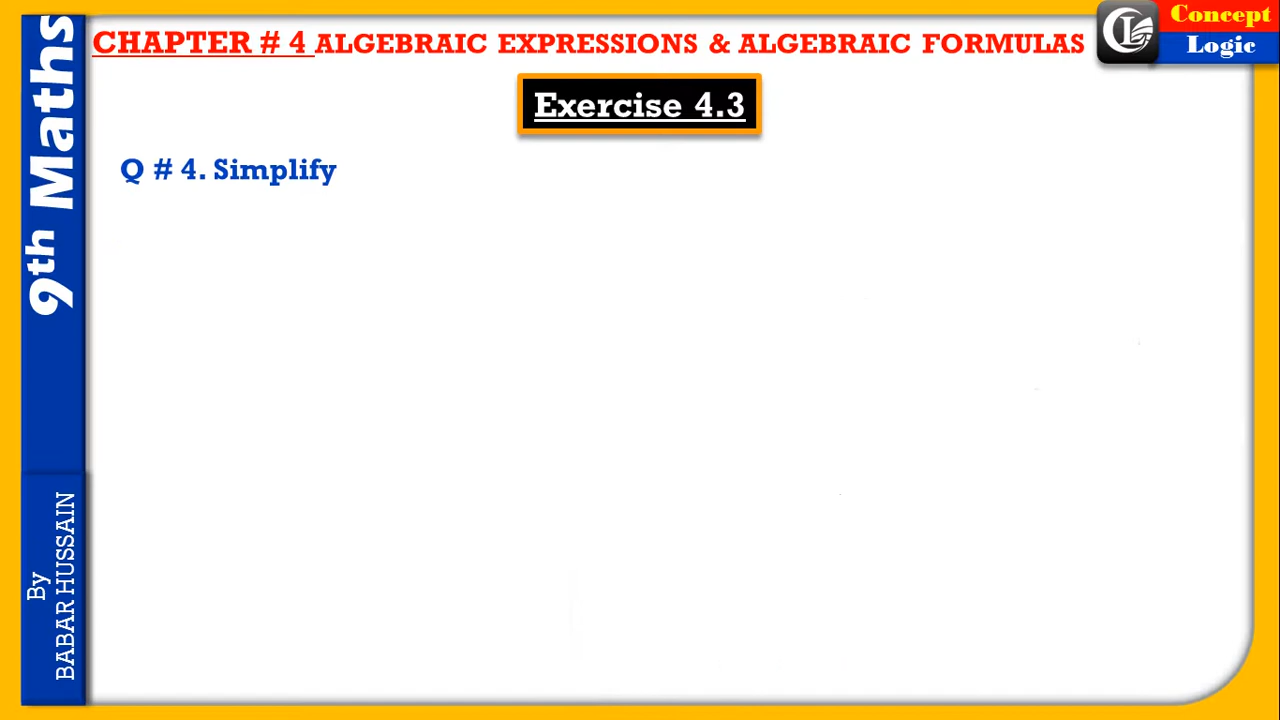 CHAPTER # 4 ALGEBRAIC EXPRESSIONS & ALGEBRAIC FORMULAS
Concept
Logic
Exercise 4.3
Q # 4. Simplify
9th Maths
By
BABAR HUSSAIN